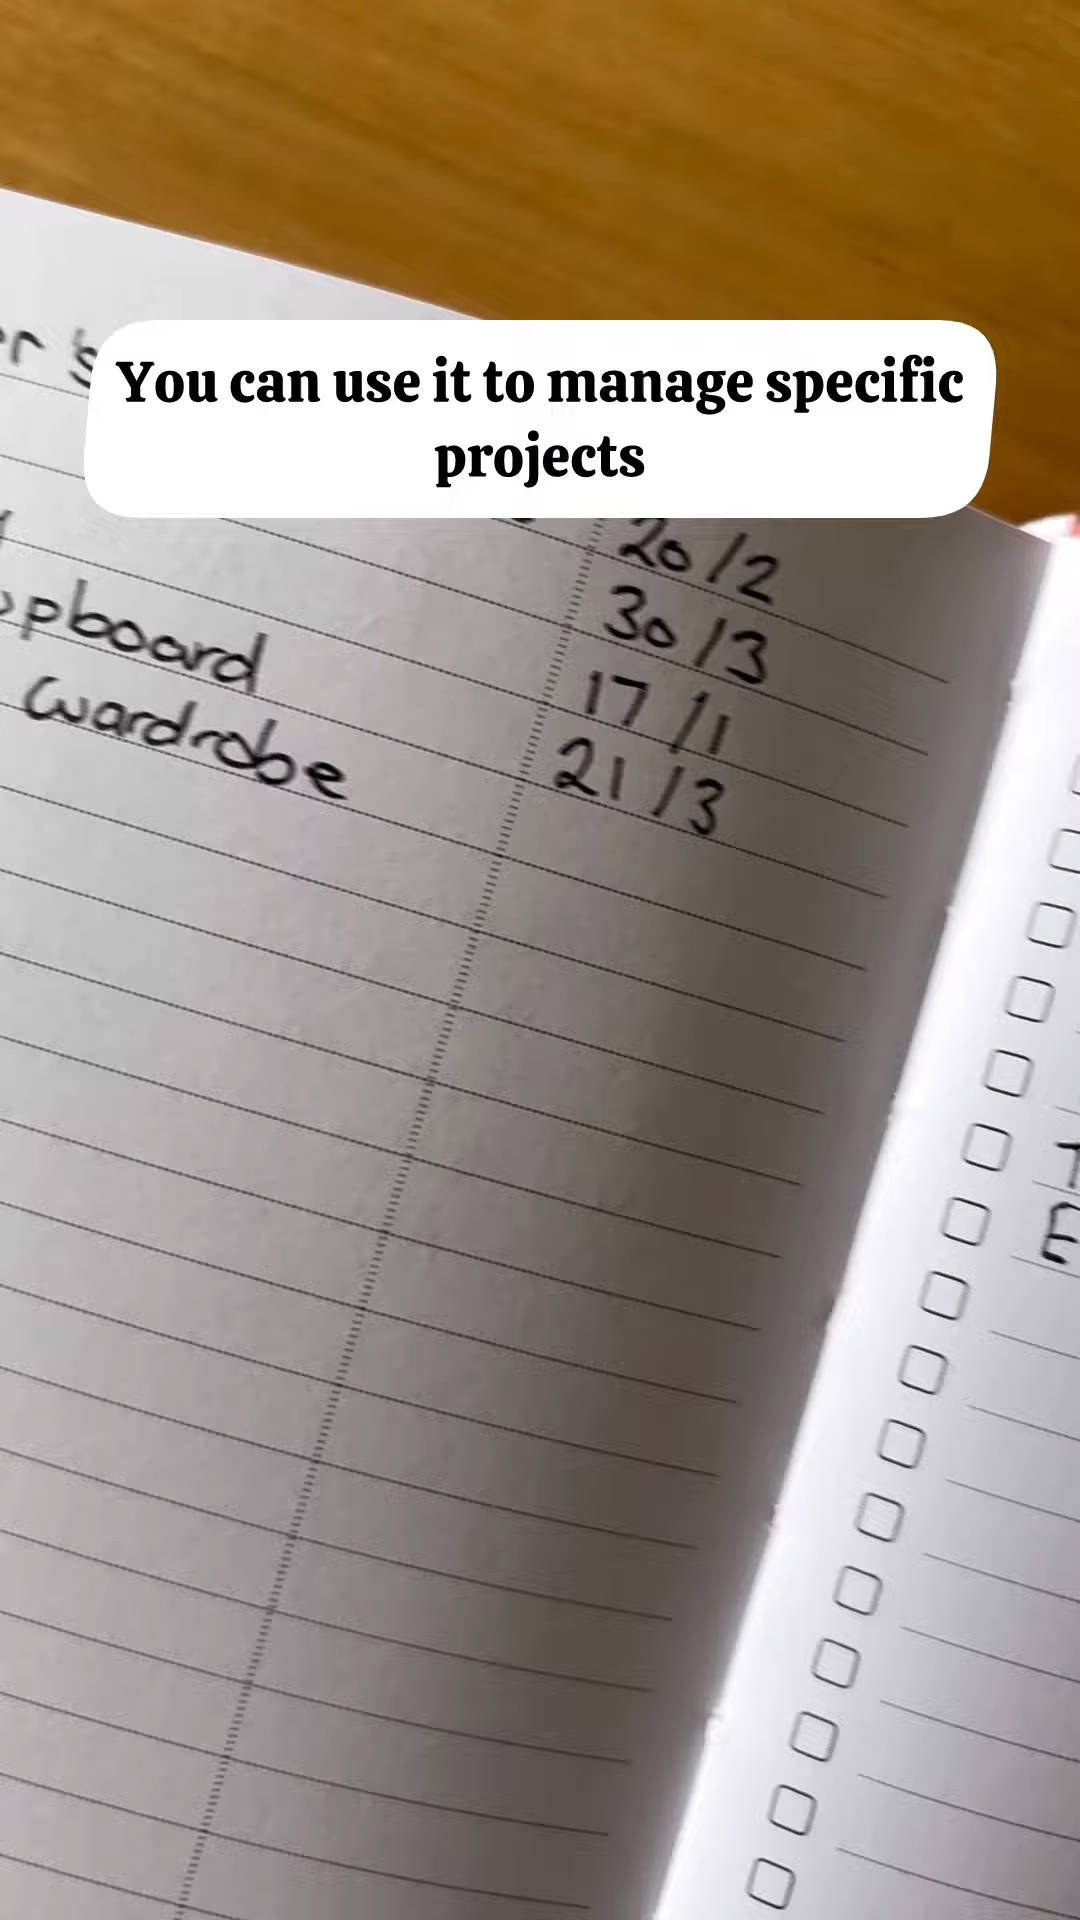 You can use it to manage specific
projects
20/2
30/3
17/1
pboard 21/3
wardrobe